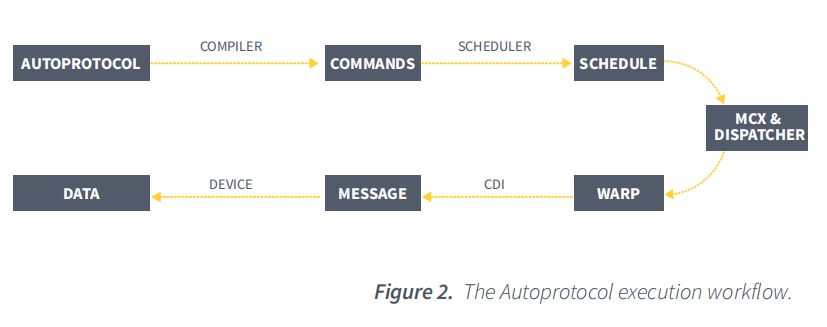 COMPILER
SCHEDULER
AUTOPROTOCOL
COMMANDS
SCHEDULE
MCX &
DISPATCHER
DEVICE
CDI
DATA
MESSAGE
WARP
Figure 2. The Autoprotocol execution workflow.